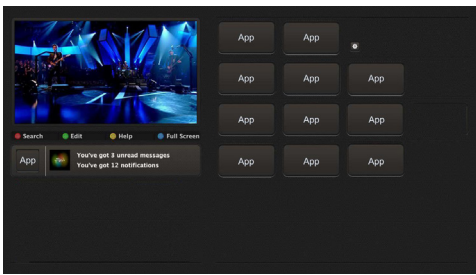 App App
App App App
Search Edit Help Full Screen
App App App
App
You've got 3 unread messages
You've got 12 notifications
App App App